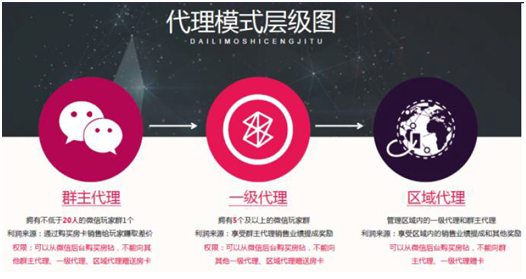 代理模式层级图
DAILIMOSHICENGJITU
群主代理
拥有不低于20人的微信玩家群1个
利润来源：通过购买房卡销售给玩家赚取差价
权限：可以从微信后台购买房钻，不能向其
他群主代理、一级代理、区域代理赠送房卡
一级代理
拥有5个及以上的微信玩家群
利润来源：享受群主代理销售业绩提成奖励
权限：可以从微信后台购买房钻，不能向
其他一级代理、区域代理赠送房卡
区域代理
管理区域内的一级代理和群主代理
利润来源：享受区域内的销售业绩提成和其他奖励
权限：可以从微信后台购买房钻，不能向群
主代理、一级代理赠卡